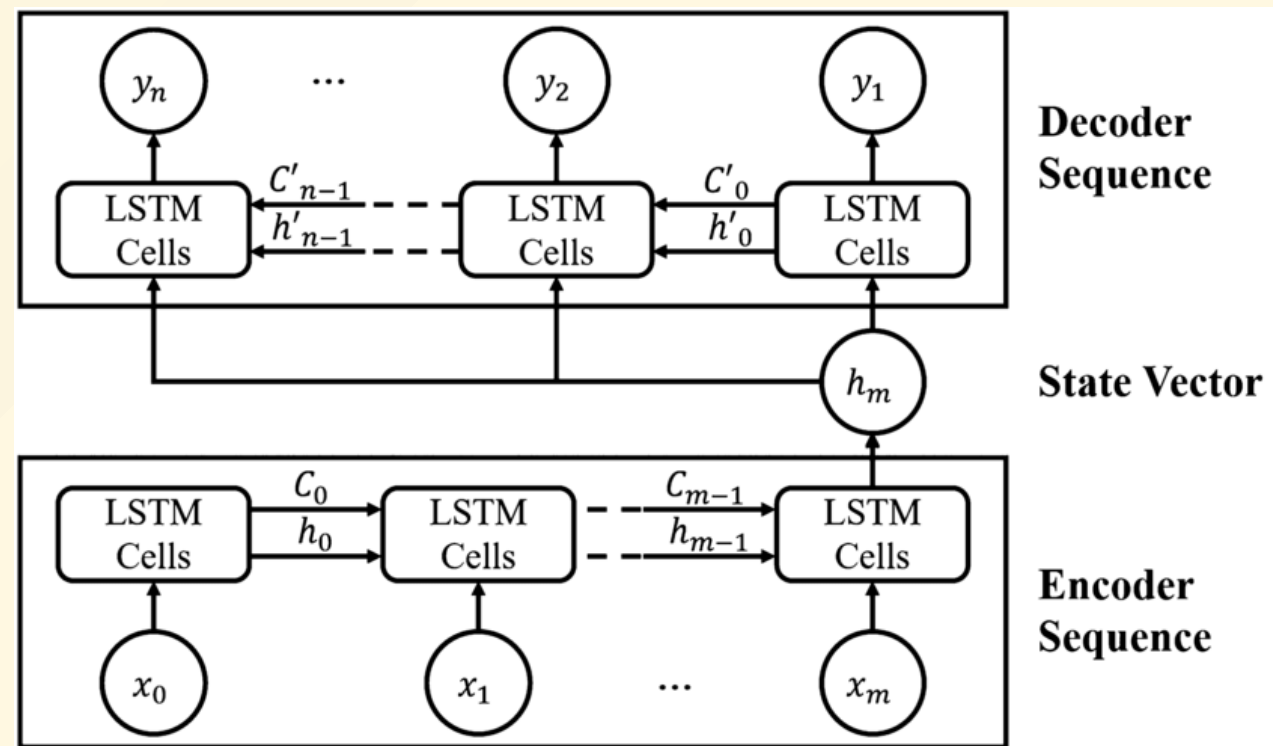 yₙ ... y₂ y₁
Decoder
Sequence
C'ₙ₋₁ C'₀
LSTM LSTM LSTM
h'ₙ₋₁ h'₀
Cells Cells Cells
hₘ
State Vector
C₀ Cₘ₋₁
LSTM LSTM LSTM
h₀ hₘ₋₁
Cells Cells Cells
Encoder
Sequence
x₀ x₁ ... xₘ